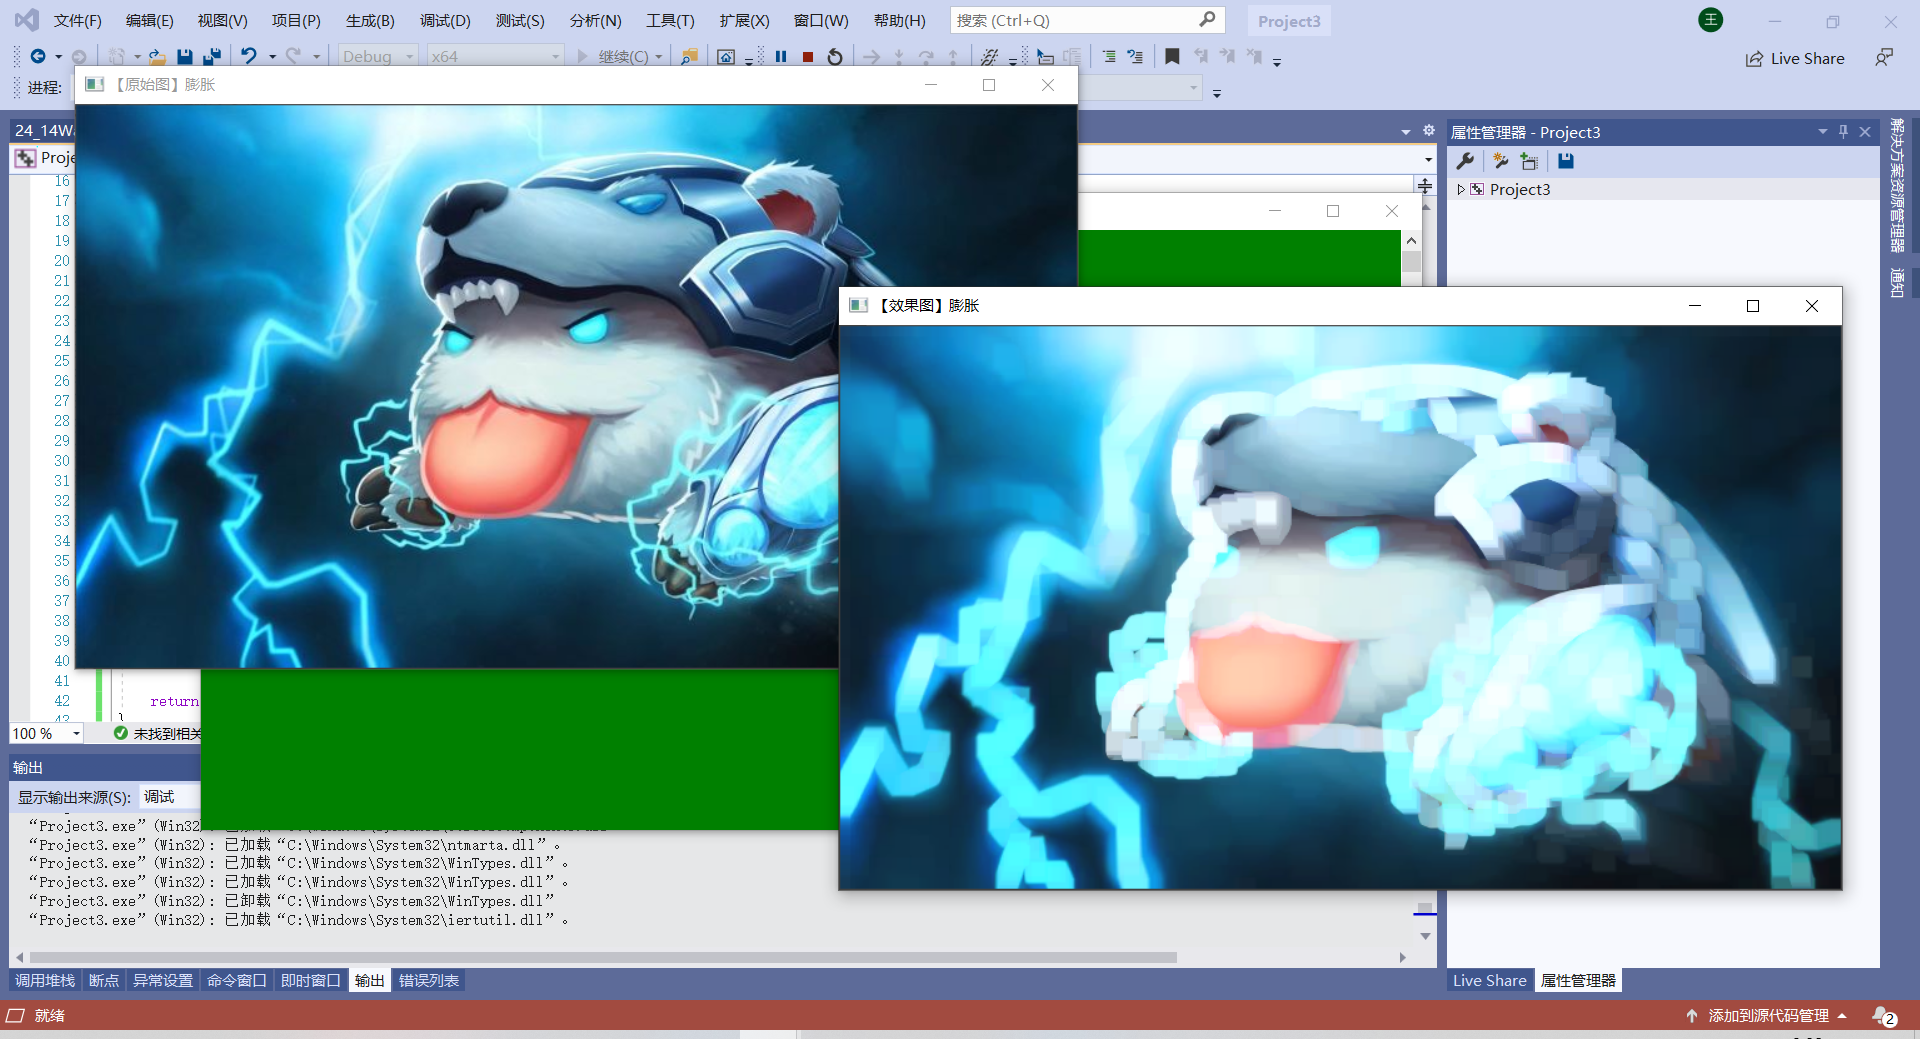 文件(F) 编辑(E) 视图(V) 项目(P) 生成(B) 调试(D) 测试(S) 分析(N) 工具(T) 扩展(X) 窗口(W) 帮助(H) 搜索 (Ctrl+Q) Project3 王
Debug x64 继续(C) Live Share
进程:
【原始图】膨胀
24_14W
Proje
属性管理器 - Project3
Project3
解决方案资源管理器
通知
【效果图】膨胀
16
17
18
19
20
21
22
23
24
25
26
27
28
29
30
31
32
33
34
35
36
37
38
39
40
41
42 return
43 }
100 % 未找到相关
输出
显示输出来源(S): 调试
“Project3.exe” (Win32):
“Project3.exe” (Win32): 已加载 “C:\Windows\System32\ntmarta.dll”。
“Project3.exe” (Win32): 已加载 “C:\Windows\System32\WinTypes.dll”。
“Project3.exe” (Win32): 已加载 “C:\Windows\System32\WinTypes.dll”。
“Project3.exe” (Win32): 已卸载 “C:\Windows\System32\WinTypes.dll”
“Project3.exe” (Win32): 已加载 “C:\Windows\System32\iertutil.dll”。
调用堆栈 断点 异常设置 命令窗口 即时窗口 输出 错误列表
Live Share 属性管理器
就绪 添加到源代码管理 2